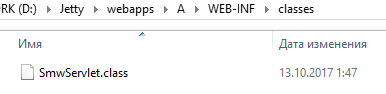 RK (D:) › Jetty › webapps › A › WEB-INF › classes
Имя Дата изменения
SmwServlet.class 13.10.2017 1:47